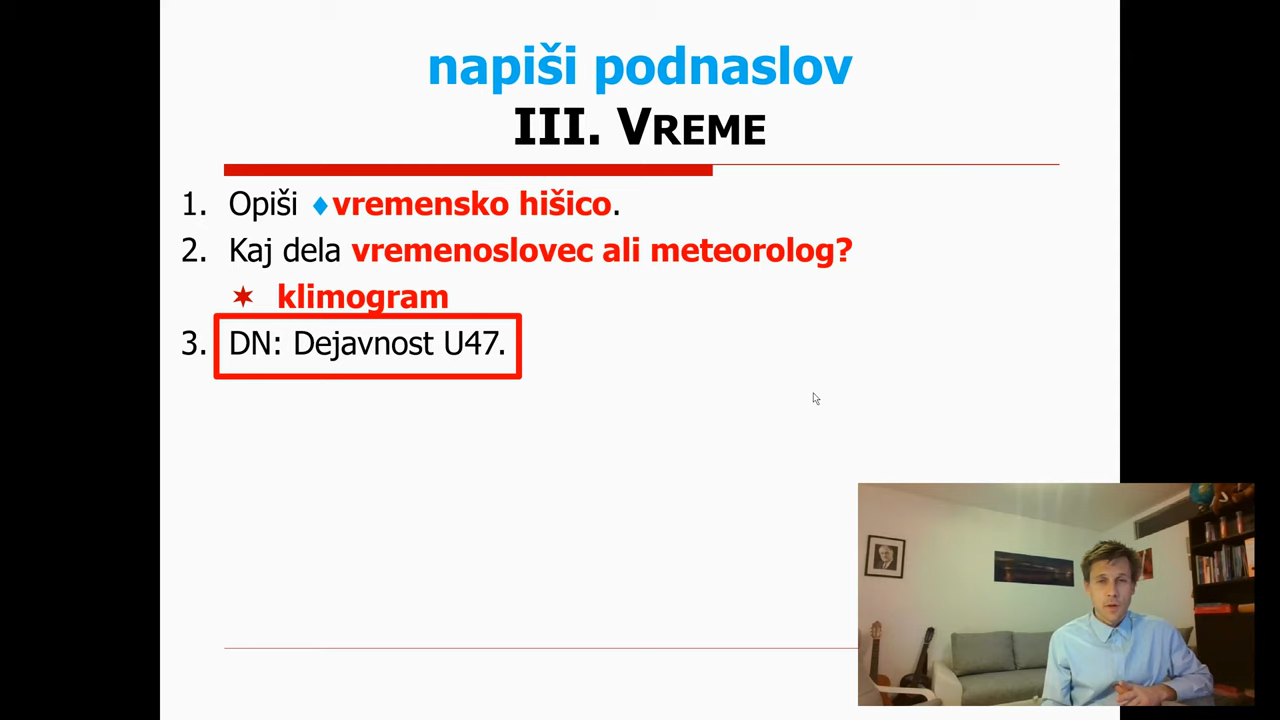 napiši podnaslov
III. VREME
1. Opiši ♦vremensko hišico.
2. Kaj dela vremenoslovec ali meteorolog?
✶ klimogram
3. DN: Dejavnost U47.